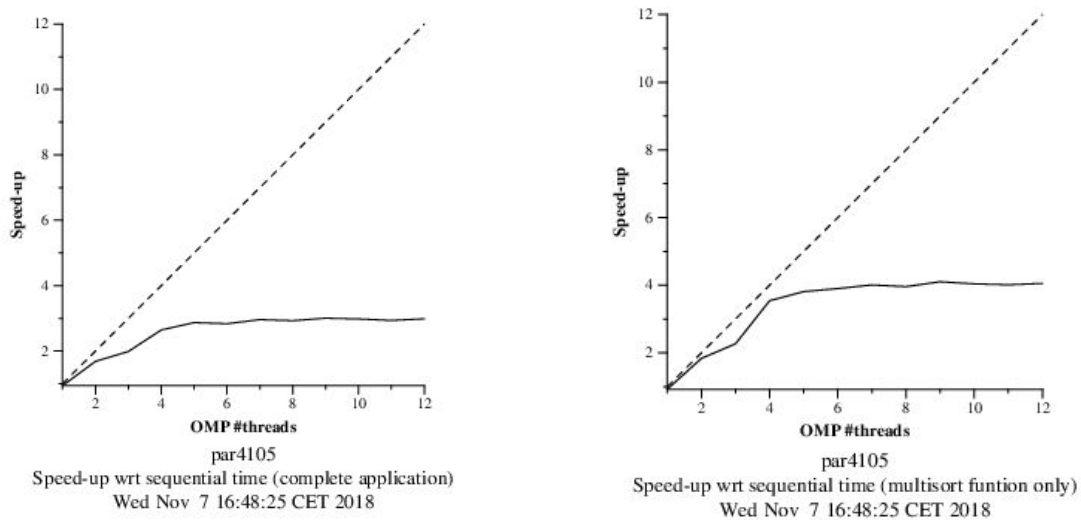 12
10
8
6
4
2
Speed-up
2
4
6
8
10
12
OMP #threads
par4105
Speed-up wrt sequential time (complete application)
Wed Nov 7 16:48:25 CET 2018
12
10
8
6
4
2
Speed-up
2
4
6
8
10
12
OMP #threads
par4105
Speed-up wrt sequential time (multisort funtion only)
Wed Nov 7 16:48:25 CET 2018